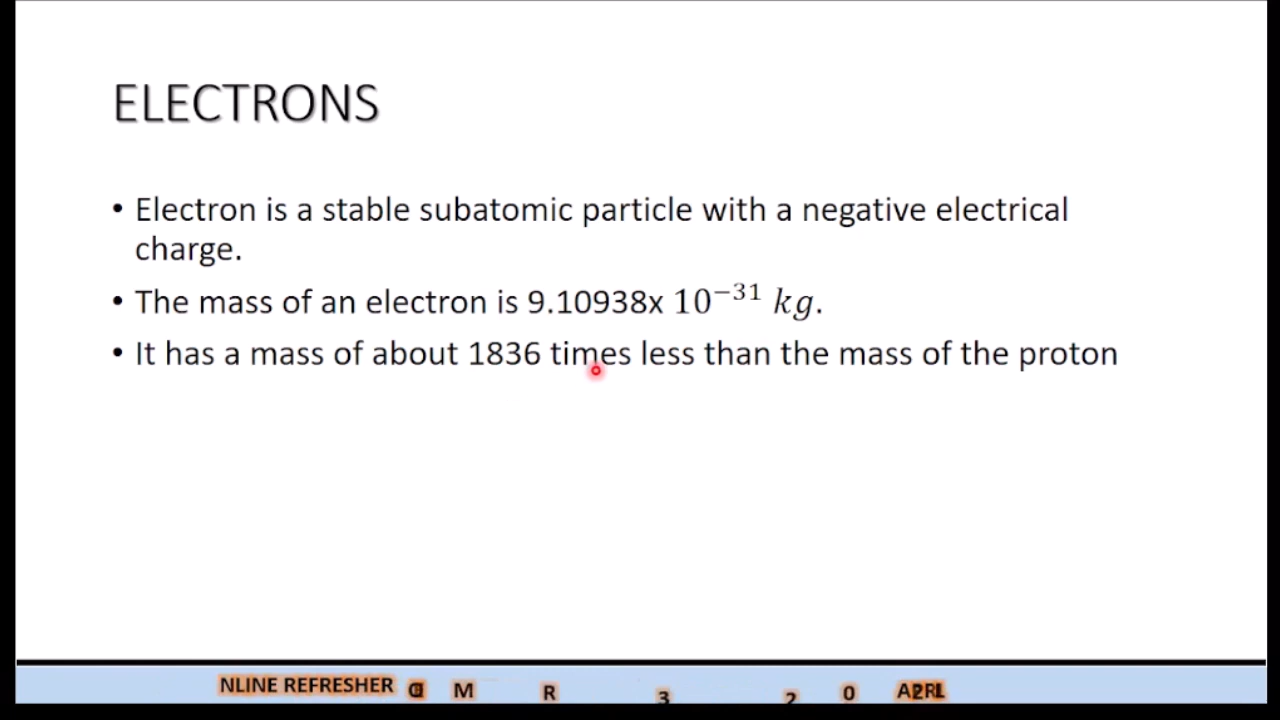 ELECTRONS
• Electron is a stable subatomic particle with a negative electrical
charge.
• The mass of an electron is 9.10938x 10⁻³¹ kg.
• It has a mass of about 1836 times less than the mass of the proton
NLINE REFRESHER M R 3 2 0